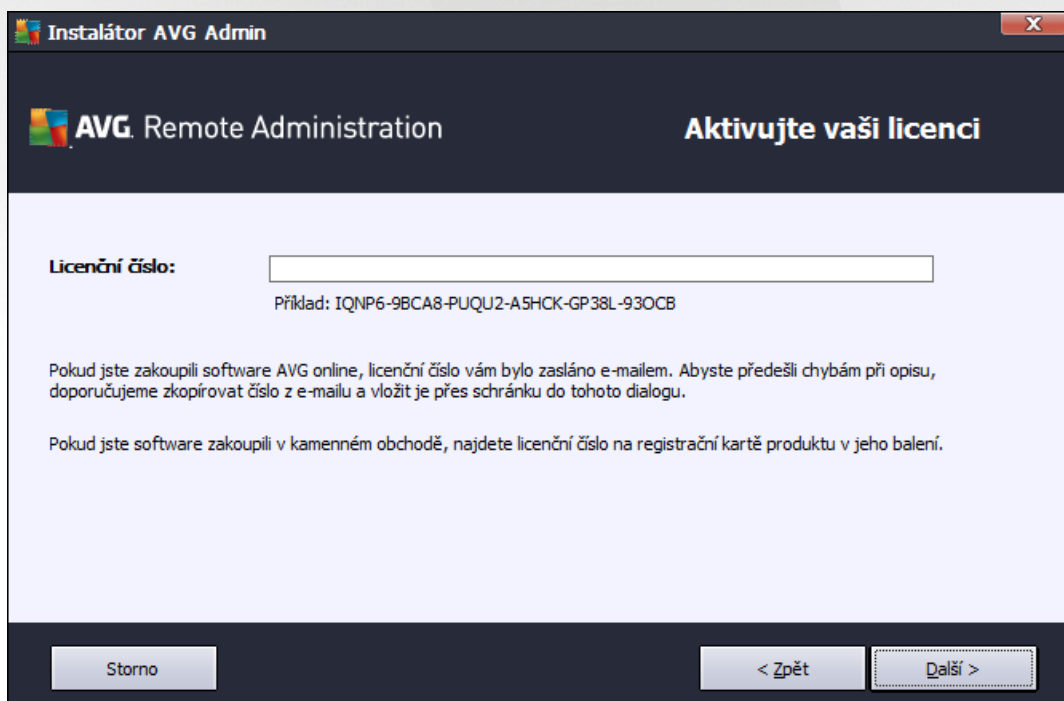 Instalátor AVG Admin
X
AVG. Remote Administration
Aktivujte vaši licenci
Licenční číslo:
Příklad: IQNP6-9BCA8-PUQU2-A5HCK-GP38L-93OCB
Pokud jste zakoupili software AVG online, licenční číslo vám bylo zasláno e-mailem. Abyste předešli chybám při opisu,
doporučujeme zkopírovat číslo z e-mailu a vložit je přes schránku do tohoto dialogu.
Pokud jste software zakoupili v kamenném obchodě, najdete licenční číslo na registrační kartě produktu v jeho balení.
Storno
< Zpět
Další >